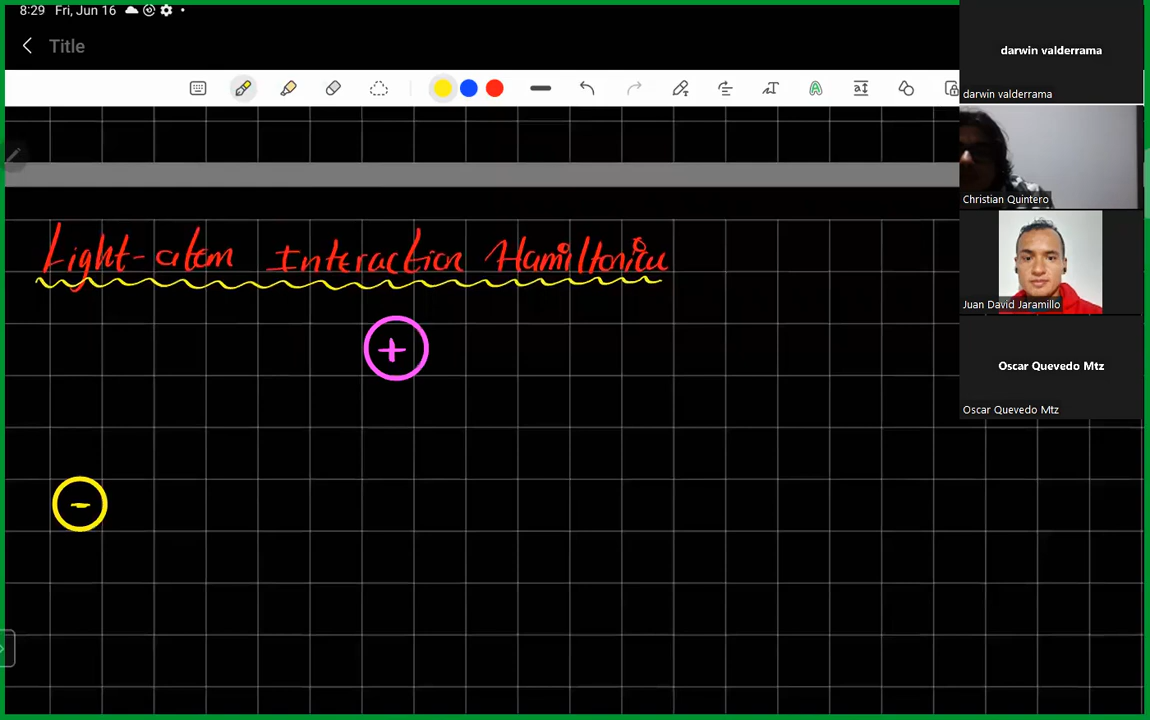 8:29 Fri, Jun 16
Title
darwin valderrama
darwin valderrama
Christian Quintero
Light-atom Interaction Hamiltonian
+
Juan David Jaramillo
Oscar Quevedo Mtz
Oscar Quevedo Mtz
-